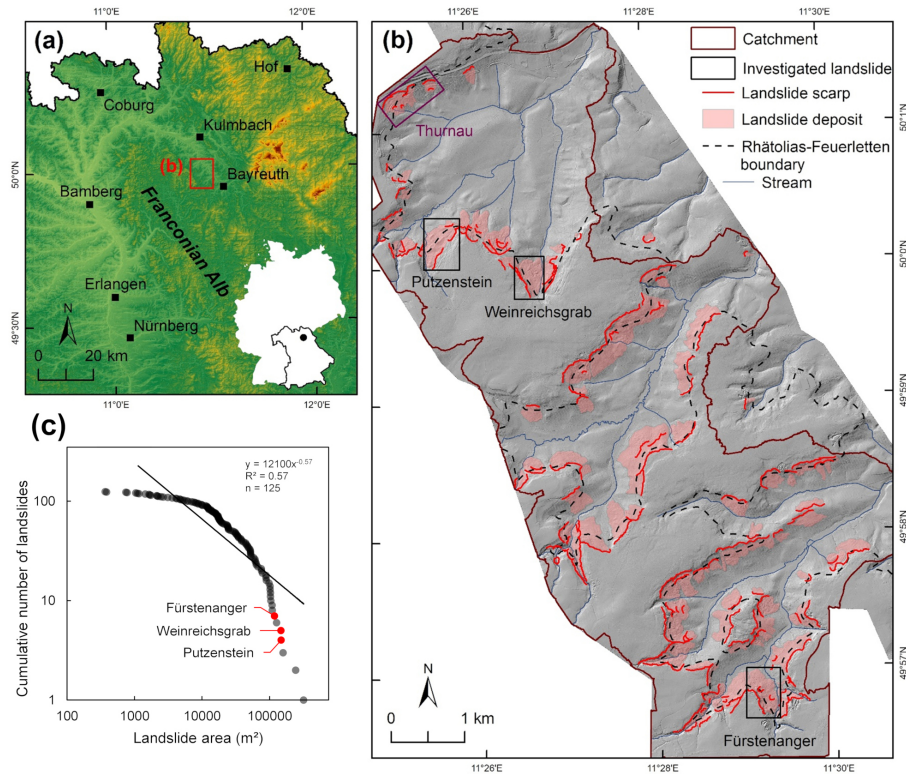 (a)
Hof
Coburg
Kulmbach
(b)
Bayreuth
Bamberg
Franconian Alb
Erlangen
Nürnberg
N
0 20 km
50°0'N
49°30'N
11°0'E 12°0'E
11°0'E 12°0'E
(b)
11°26'E 11°28'E 11°30'E
Catchment
Investigated landslide
Landslide scarp
Landslide deposit
Rhätolias-Feuerletten
boundary
Stream
Thurnau
Putzenstein
Weinreichsgrab
Fürstenanger
50°1'N
50°0'N
49°59'N
49°58'N
49°57'N
N
0 1 km
11°26'E 11°28'E 11°30'E
(c)
y = 12100x-0.57
R² = 0.57
n = 125
Fürstenanger
Weinreichsgrab
Putzenstein
Cumulative number of landslides
100
10
1
100 1000 10000 100000
Landslide area (m²)